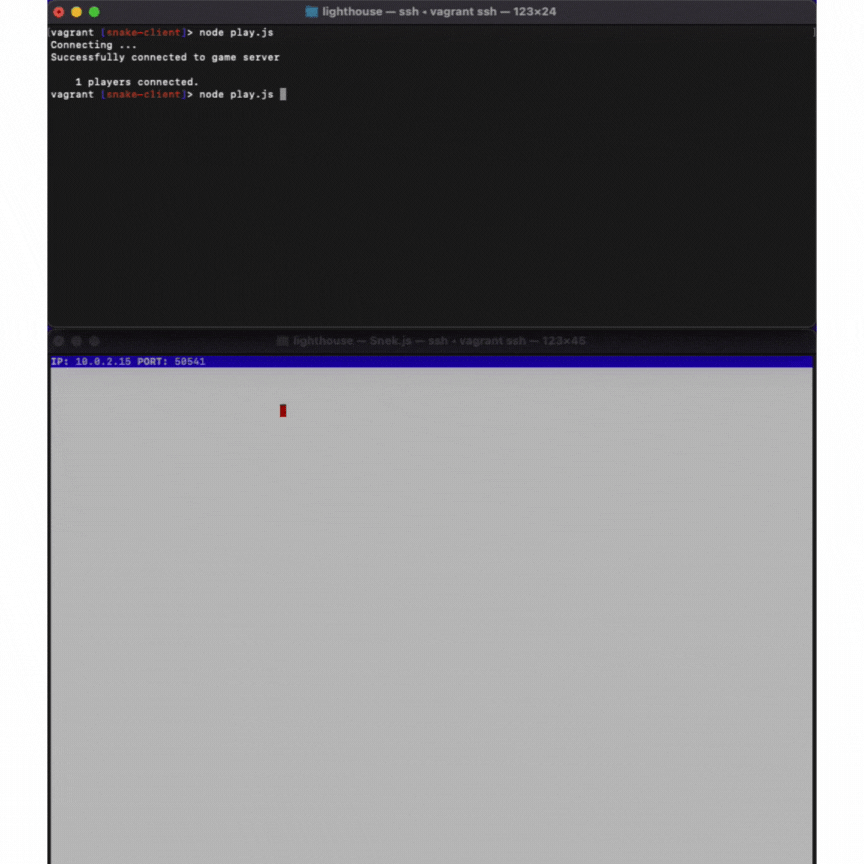 lighthouse — ssh • vagrant ssh — 123×24
vagrant [snake-client]> node play.js
Connecting ...
Successfully connected to game server
1 players connected.
vagrant [snake-client]> node play.js
lighthouse — Snek.js — ssh • vagrant ssh — 123×46
IP: 10.0.2.15 PORT: 50541